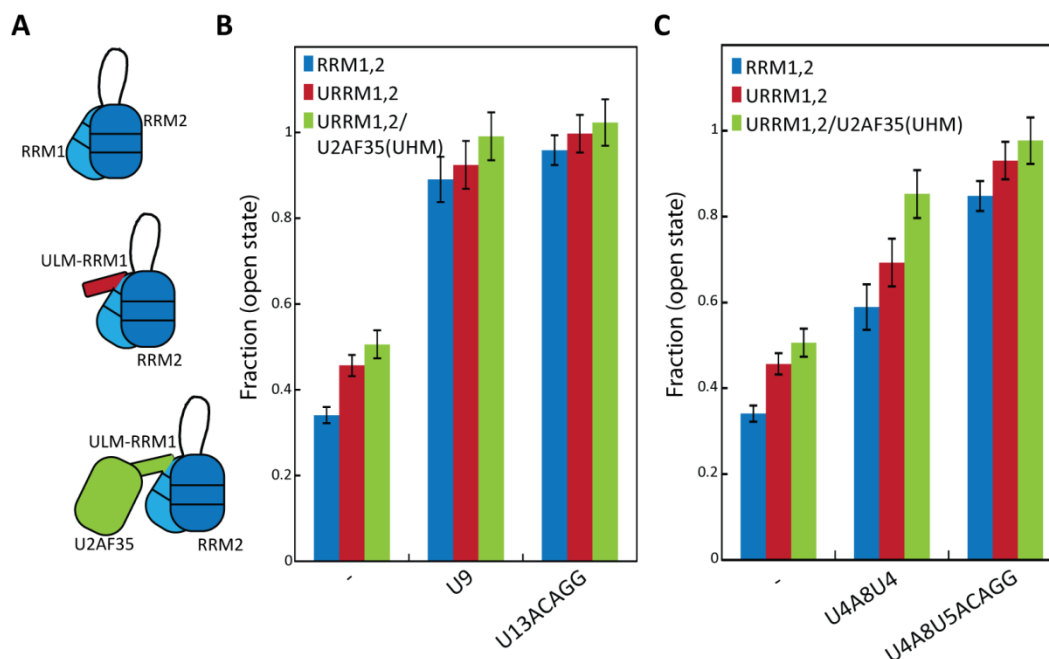 A
RRM2
RRM1
ULM-RRM1
RRM2
ULM-RRM1
U2AF35
RRM2
B
RRM1,2
URRM1,2
URRM1,2/
U2AF35(UHM)
Fraction (open state)
1
0.8
0.6
0.4
0.2
0
-
U9
U13ACAGG
C
RRM1,2
URRM1,2
URRM1,2/U2AF35(UHM)
Fraction (open state)
1
0.8
0.6
0.4
0.2
0
-
U4A8U4
U4A8U5ACAGG